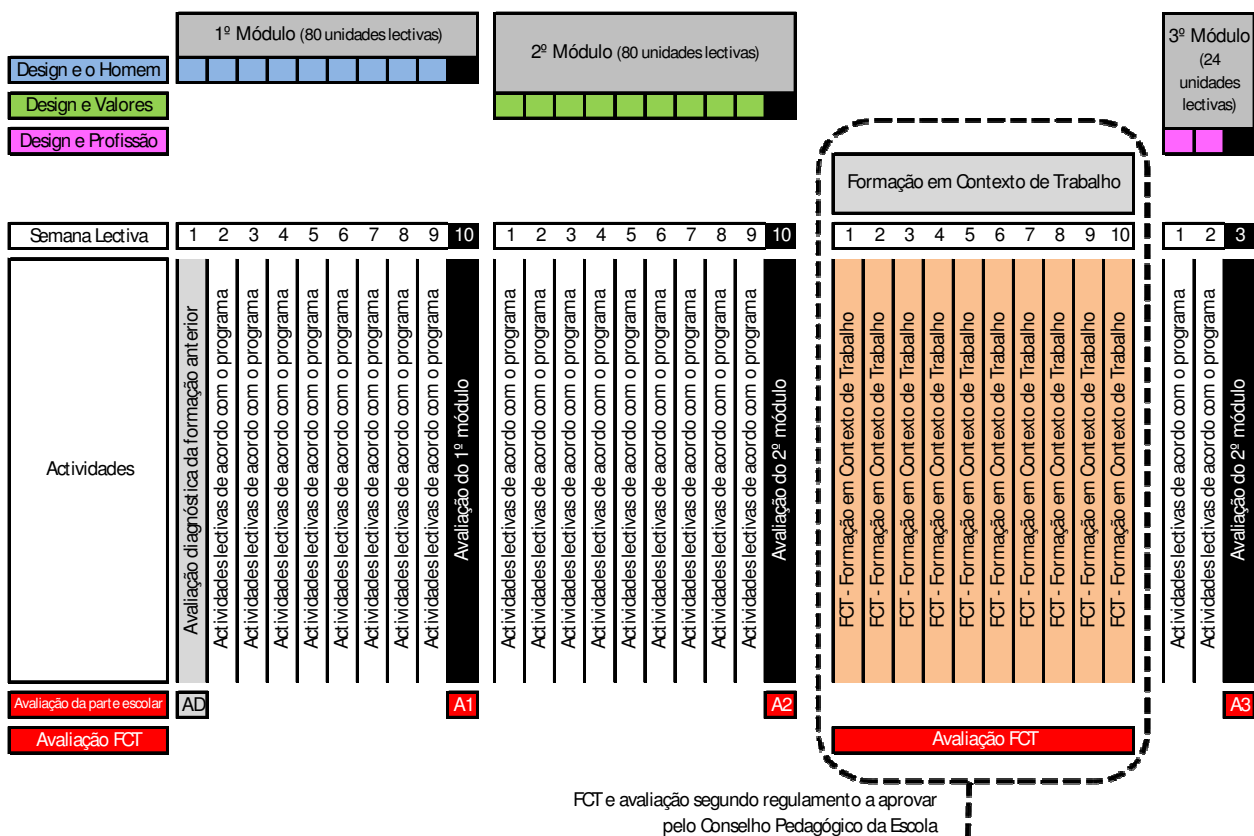 1º Módulo (80 unidades lectivas)
2º Módulo (80 unidades lectivas)
3º Módulo
(24
unidades
lectivas)
Design e o Homem
Design e Valores
Design e Profissão
Formação em Contexto de Trabalho
Semana Lectiva 1 2 3 4 5 6 7 8 9 10 1 2 3 4 5 6 7 8 9 10 1 2 3 4 5 6 7 8 9 10 1 2 3
Actividades
Avaliação diagnóstica da formação anterior
Actividades lectivas de acordo com o programa
Actividades lectivas de acordo com o programa
Actividades lectivas de acordo com o programa
Actividades lectivas de acordo com o programa
Actividades lectivas de acordo com o programa
Actividades lectivas de acordo com o programa
Actividades lectivas de acordo com o programa
Actividades lectivas de acordo com o programa
Avaliação do 1º módulo
Actividades lectivas de acordo com o programa
Actividades lectivas de acordo com o programa
Actividades lectivas de acordo com o programa
Actividades lectivas de acordo com o programa
Actividades lectivas de acordo com o programa
Actividades lectivas de acordo com o programa
Actividades lectivas de acordo com o programa
Actividades lectivas de acordo com o programa
Actividades lectivas de acordo com o programa
Avaliação do 2º módulo
FCT - Formação em Contexto de Trabalho
FCT - Formação em Contexto de Trabalho
FCT - Formação em Contexto de Trabalho
FCT - Formação em Contexto de Trabalho
FCT - Formação em Contexto de Trabalho
FCT - Formação em Contexto de Trabalho
FCT - Formação em Contexto de Trabalho
FCT - Formação em Contexto de Trabalho
FCT - Formação em Contexto de Trabalho
FCT - Formação em Contexto de Trabalho
Actividades lectivas de acordo com o programa
Actividades lectivas de acordo com o programa
Avaliação do 2º módulo
Avaliação da parte escolar AD A1 A2 A3
Avaliação FCT Avaliação FCT
FCT e avaliação segundo regulamento a aprovar
pelo Conselho Pedagógico da Escola